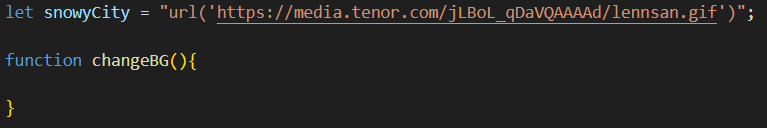 let snowyCity = "url('https://media.tenor.com/jLBoL_qDaVQAAAAd/lennsan.gif')";
function changeBG(){
}